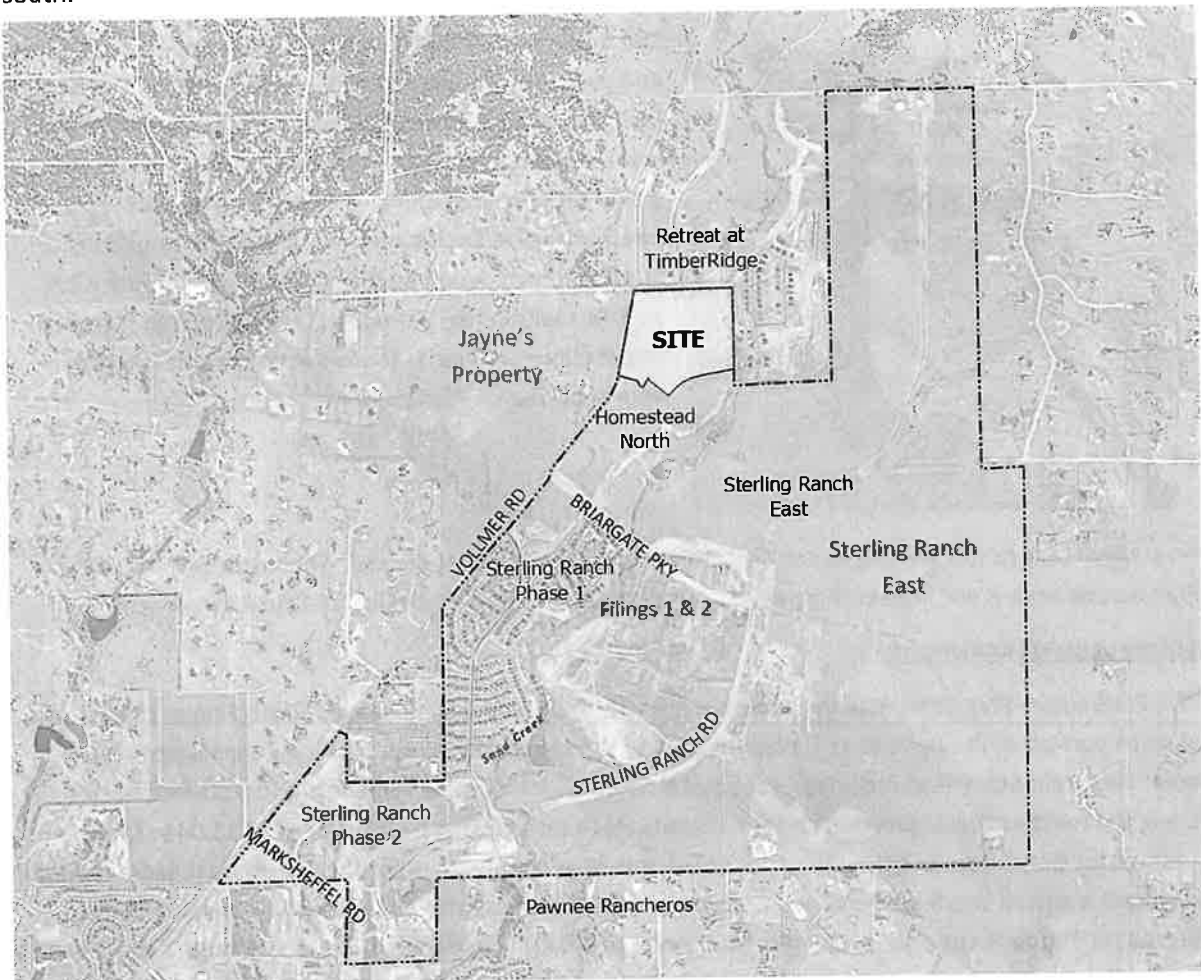 south.
Retreat at
TimberRidge
SITE
Jayne's
Property
Homestead
North
Sterling Ranch
East
Sterling Ranch
East
VOLLMER RD
BRIARGATE PKY
Sterling Ranch
Phase 1
Filings 1 & 2
Sand Creek
STERLING RANCH RD
Sterling Ranch
Phase 2
MARKSHEFFEL RD
Pawnee Rancheros